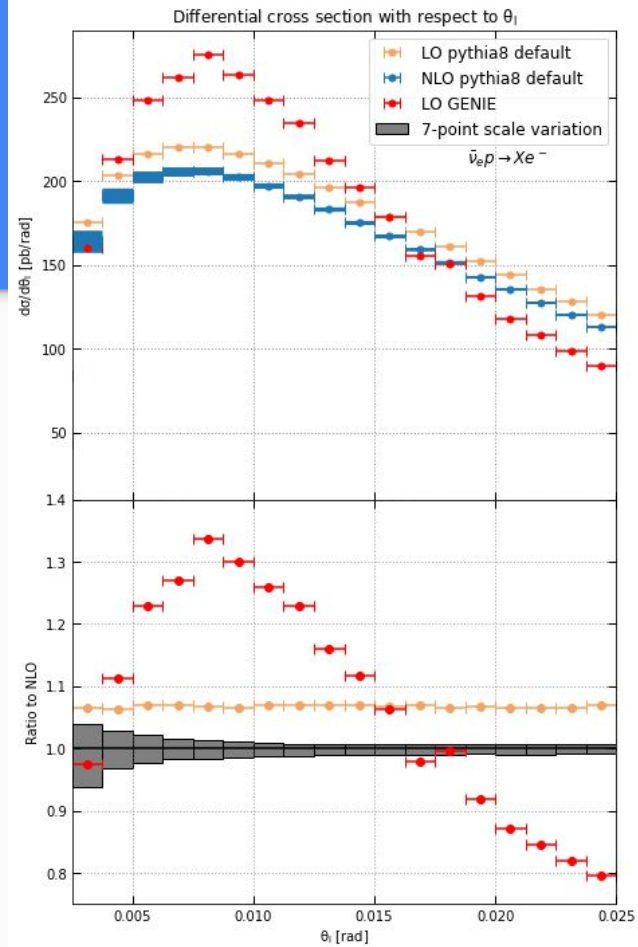 Differential cross section with respect to θₗ
LO pythia8 default
NLO pythia8 default
LO GENIE
7-point scale variation
ν̄ₑp → Xe⁻
dσ/dθₗ [pb/rad]
250
200
150
100
50
Ratio to NLO
1.4
1.3
1.2
1.1
1.0
0.9
0.8
0.005
0.010
0.015
0.020
0.025
θₗ [rad]